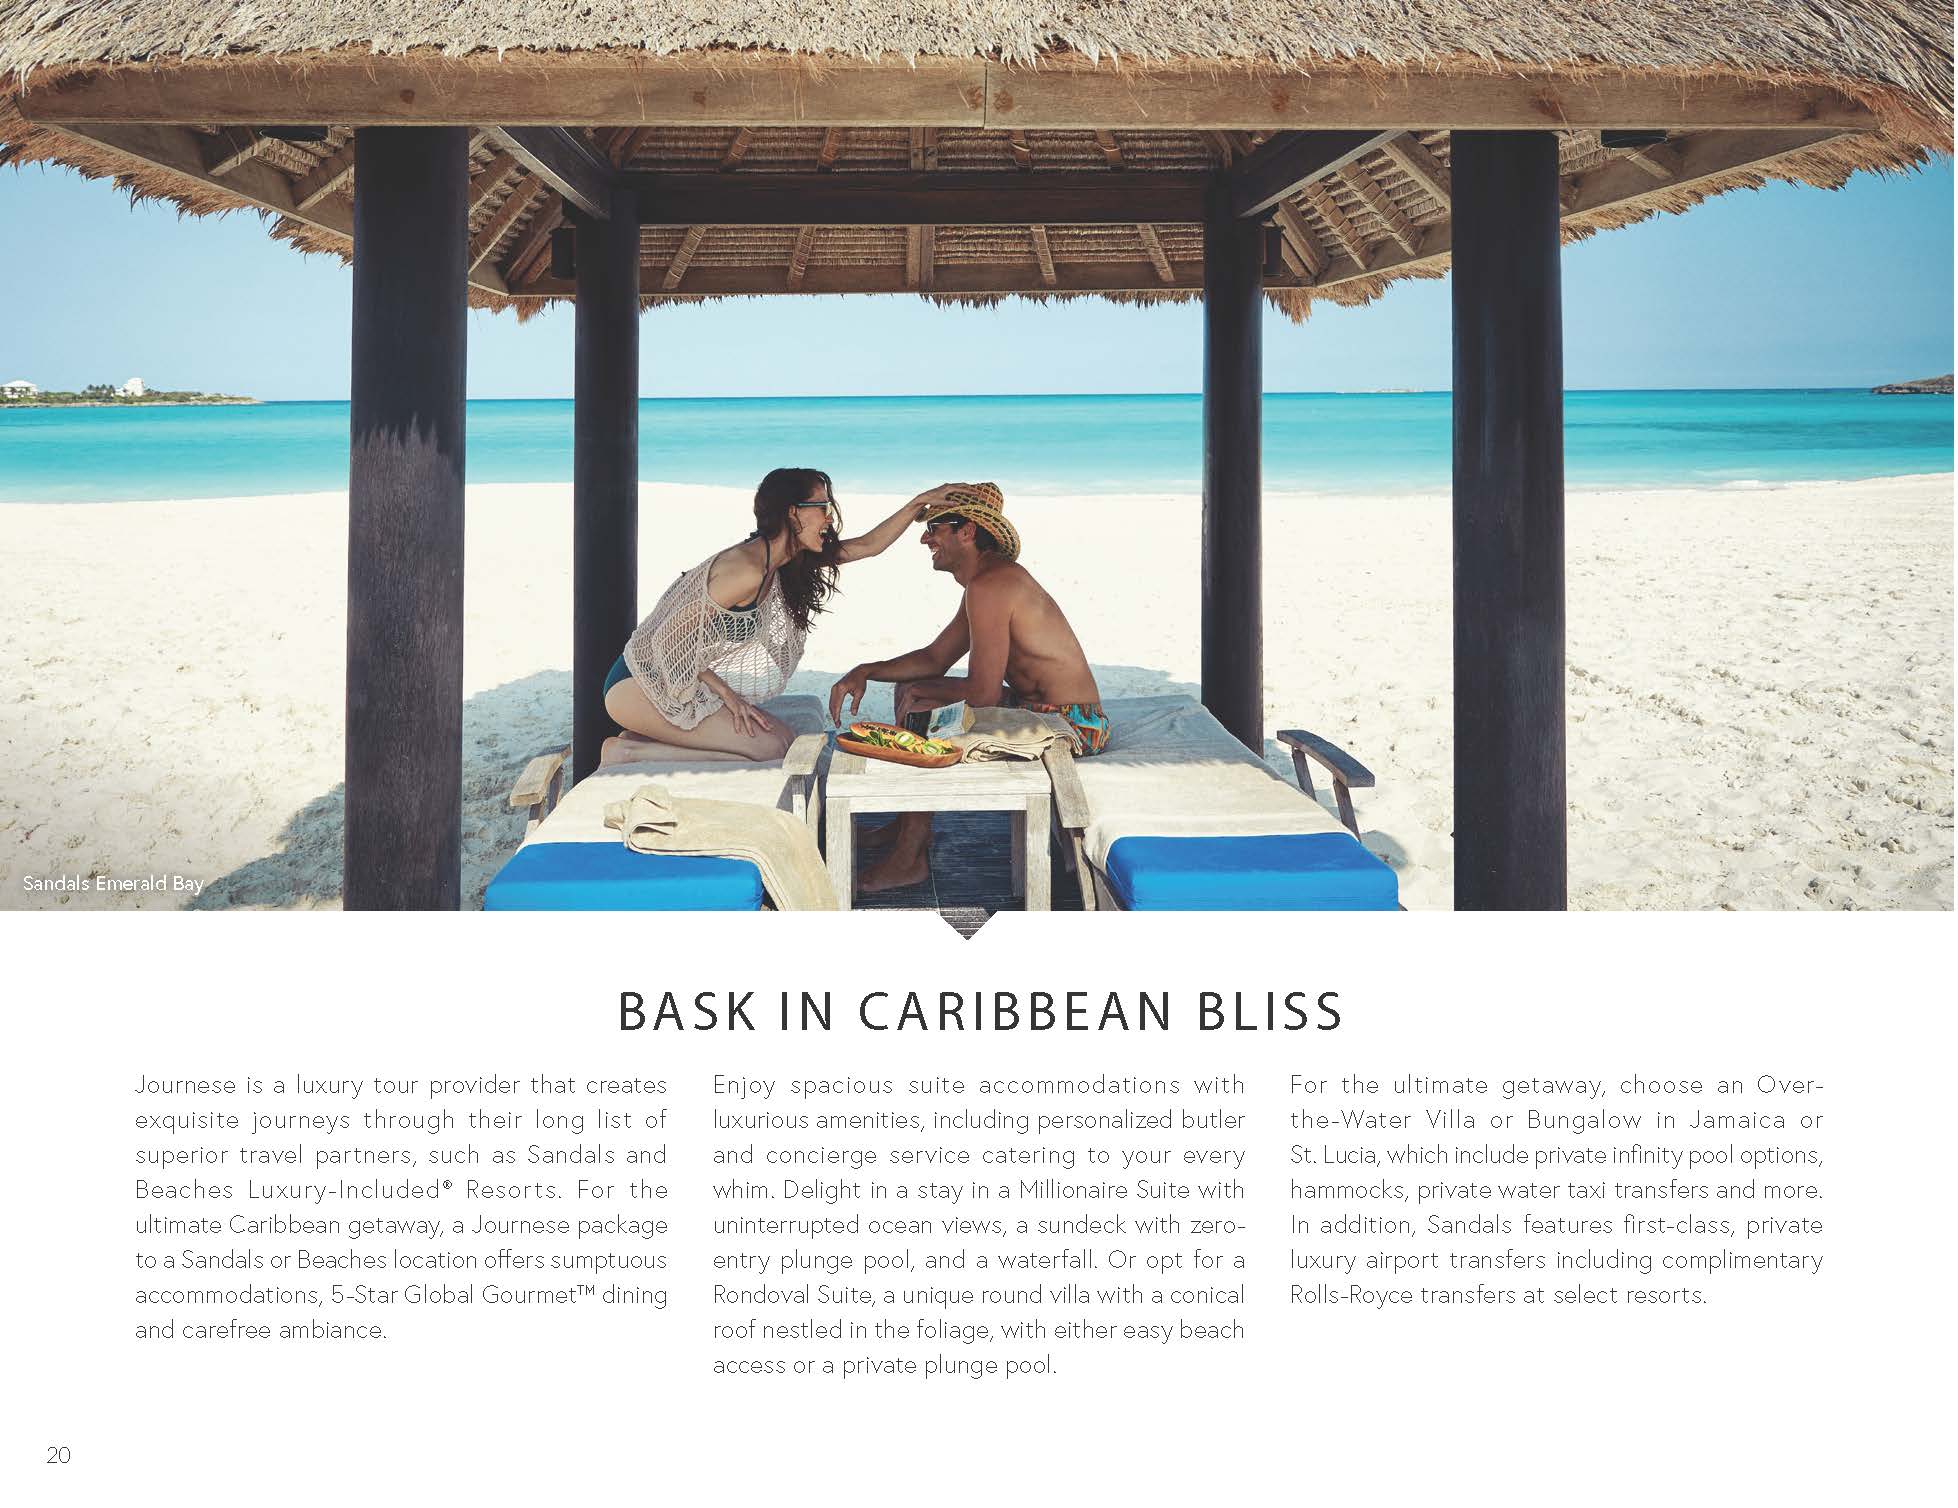 Sandals Emerald Bay
BASK IN CARIBBEAN BLISS
Journese is a luxury tour provider that creates
exquisite journeys through their long list of
superior travel partners, such as Sandals and
Beaches Luxury-Included® Resorts. For the
ultimate Caribbean getaway, a Journese package
to a Sandals or Beaches location offers sumptuous
accommodations, 5-Star Global Gourmet™ dining
and carefree ambiance.
Enjoy spacious suite accommodations with
luxurious amenities, including personalized butler
and concierge service catering to your every
whim. Delight in a stay in a Millionaire Suite with
uninterrupted ocean views, a sundeck with zero-
entry plunge pool, and a waterfall. Or opt for a
Rondoval Suite, a unique round villa with a conical
roof nestled in the foliage, with either easy beach
access or a private plunge pool.
For the ultimate getaway, choose an Over-
the-Water Villa or Bungalow in Jamaica or
St. Lucia, which include private infinity pool options,
hammocks, private water taxi transfers and more.
In addition, Sandals features first-class, private
luxury airport transfers including complimentary
Rolls-Royce transfers at select resorts.
20